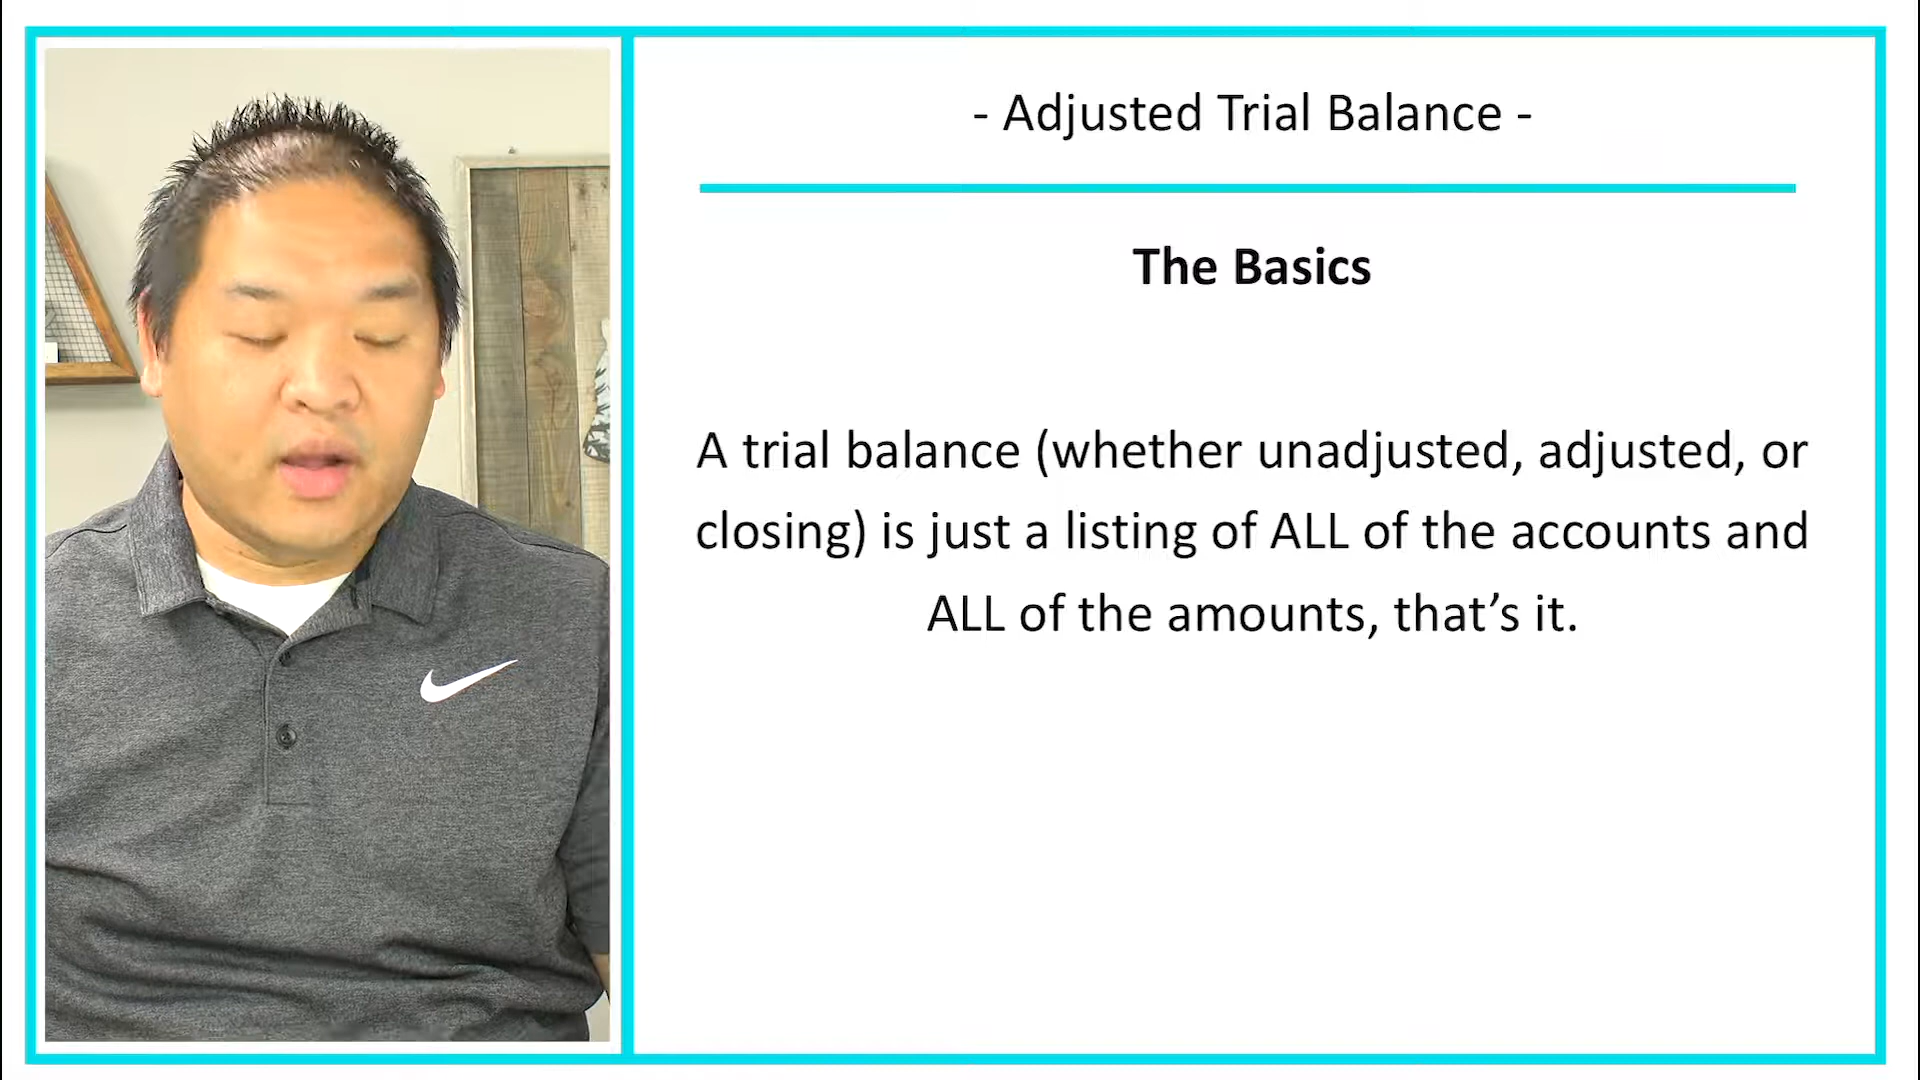 - Adjusted Trial Balance -
The Basics
A trial balance (whether unadjusted, adjusted, or
closing) is just a listing of ALL of the accounts and
ALL of the amounts, that’s it.